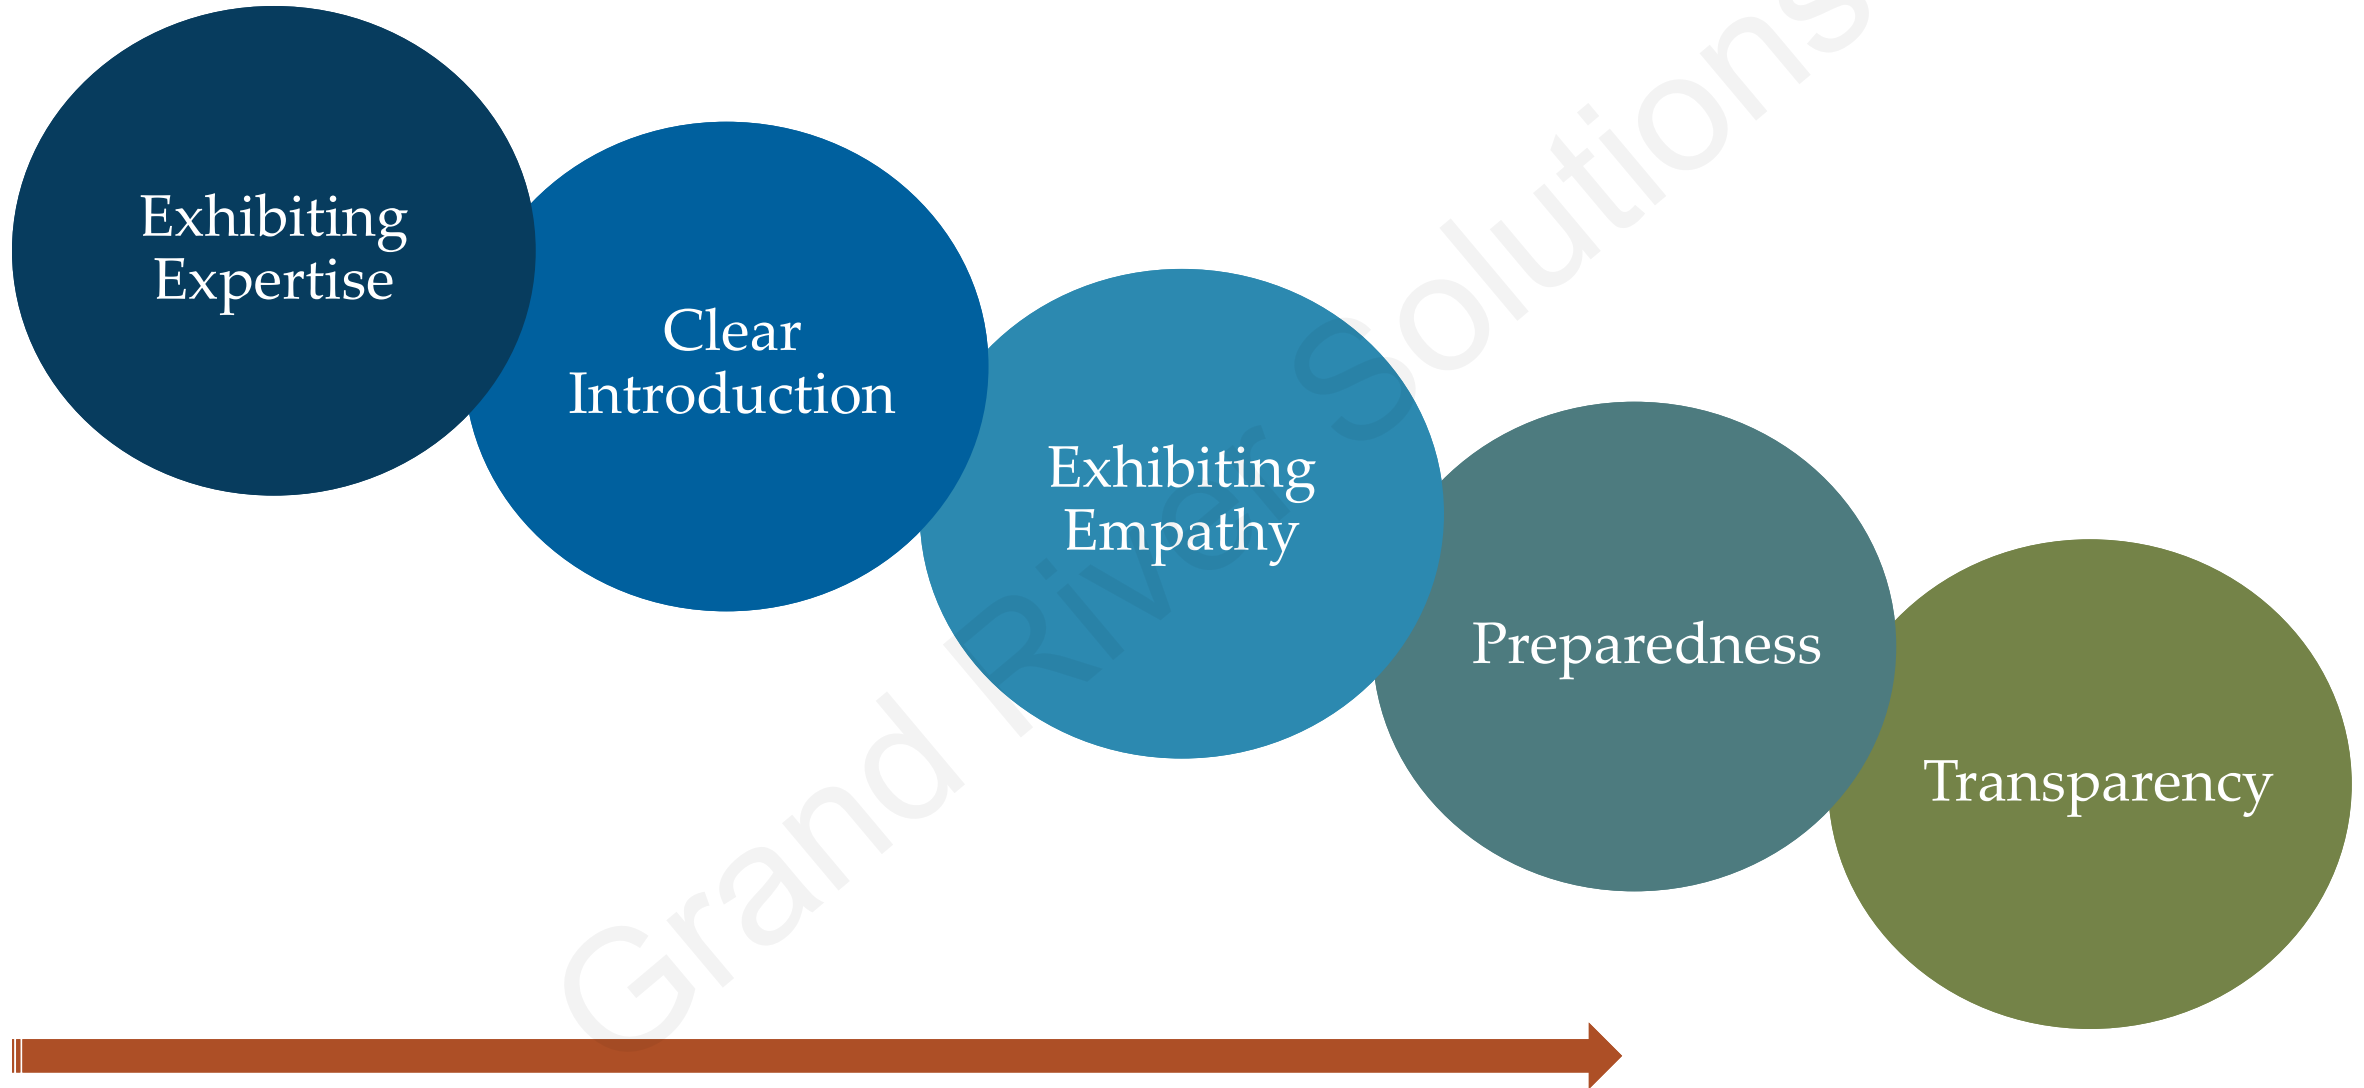 Exhibiting
Expertise
Clear
Introduction
Exhibiting
Empathy
Preparedness
Transparency
Grand River Solutions